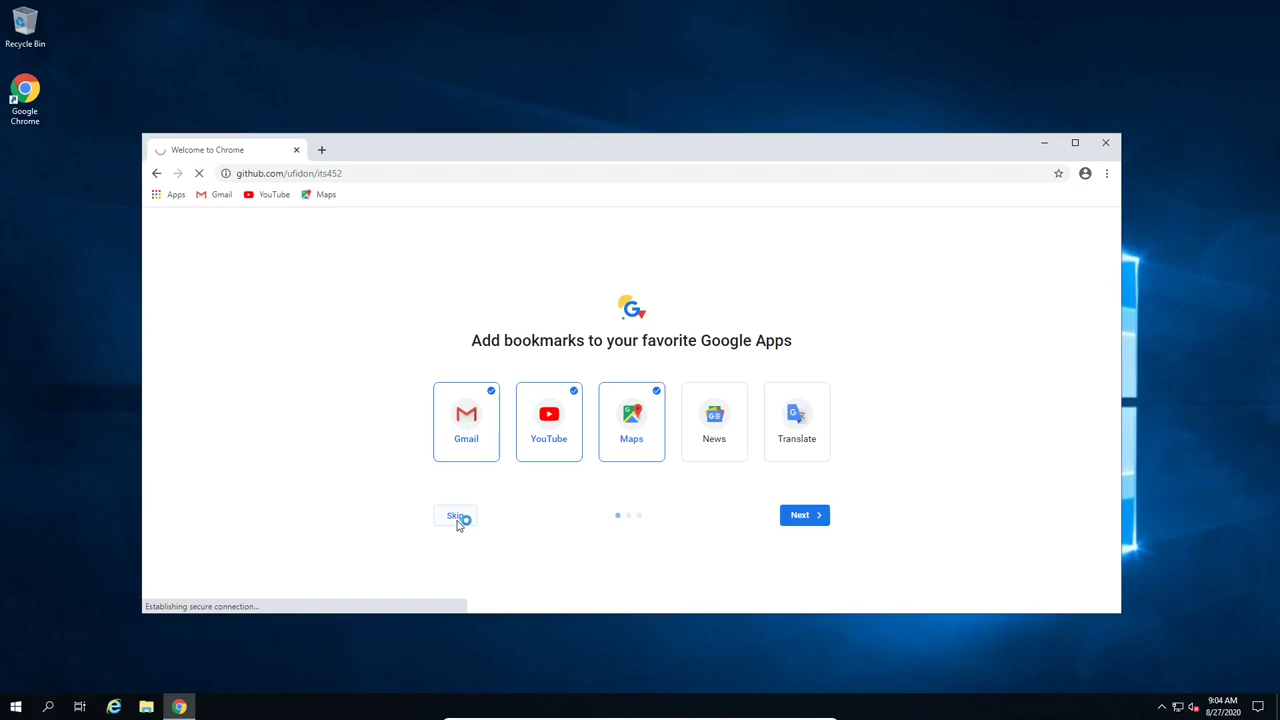 Recycle Bin
Google
Chrome
Welcome to Chrome
github.com/ufidon/its452
Apps Gmail YouTube Maps
Add bookmarks to your favorite Google Apps
Gmail YouTube Maps News Translate
Skip Next
Establishing secure connection...
9:04 AM
8/27/2020